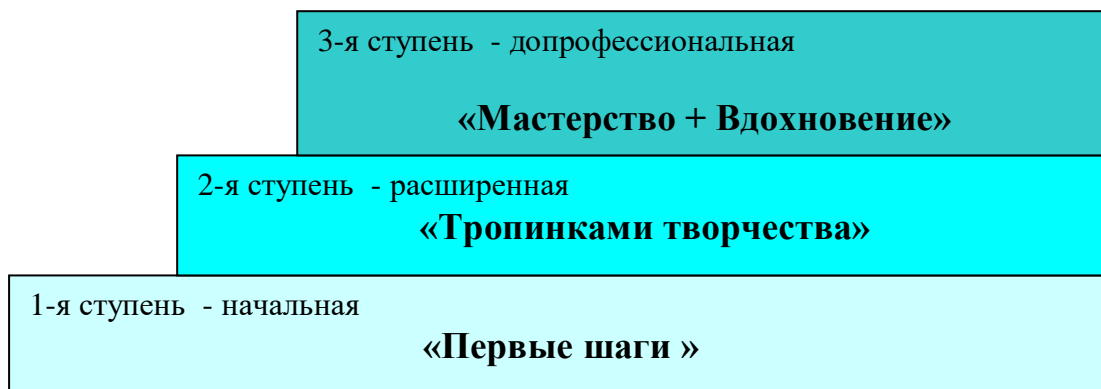 3-я ступень - допрофессиональная
«Мастерство + Вдохновение»
2-я ступень - расширенная
«Тропинками творчества»
1-я ступень - начальная
«Первые шаги »